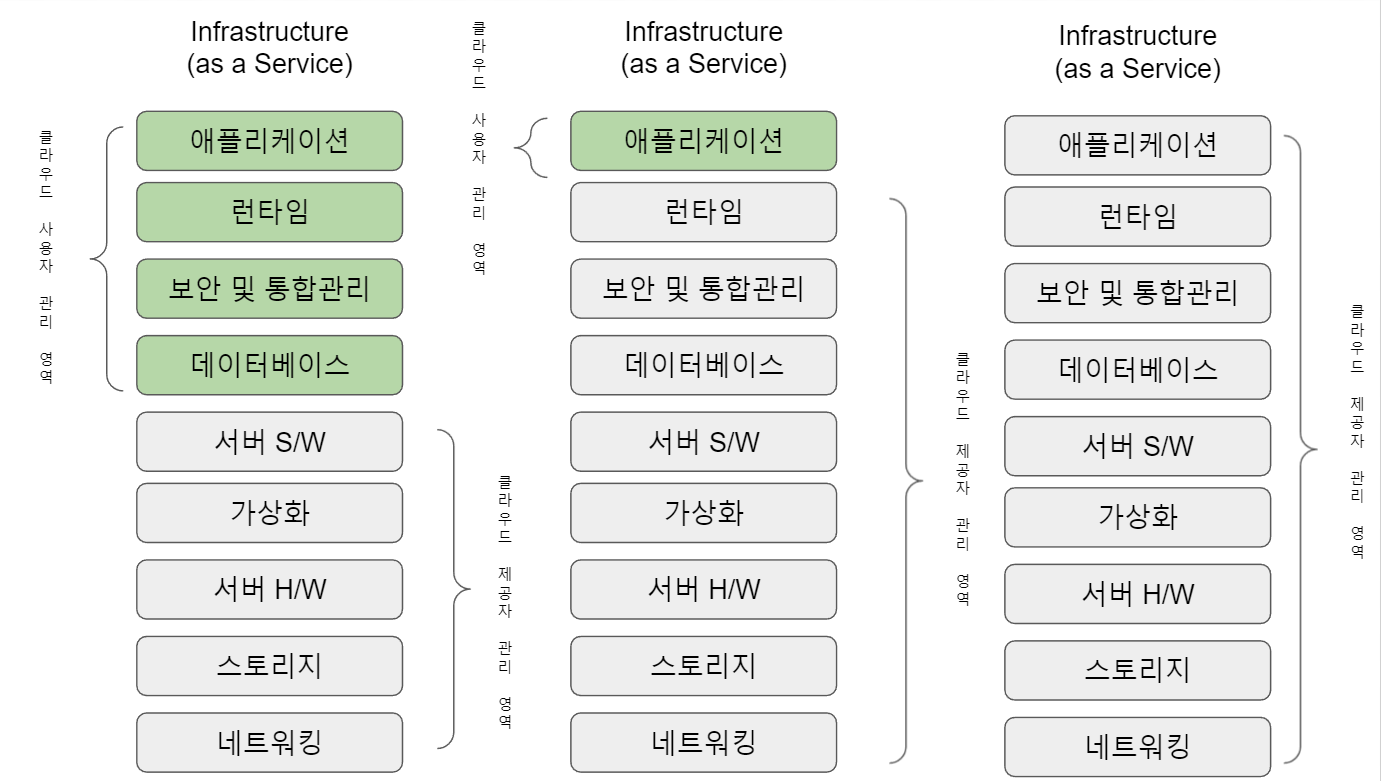 Infrastructure
(as a Service)
클라우드 사용자 관리 영역
애플리케이션
런타임
보안 및 통합관리
데이터베이스
서버 S/W
가상화
서버 H/W
스토리지
네트워킹
클라우드 제공자 관리 영역
Infrastructure
(as a Service)
클라우드 사용자 관리 영역
애플리케이션
런타임
보안 및 통합관리
데이터베이스
서버 S/W
가상화
서버 H/W
스토리지
네트워킹
클라우드 제공자 관리 영역
Infrastructure
(as a Service)
애플리케이션
런타임
보안 및 통합관리
데이터베이스
서버 S/W
가상화
서버 H/W
스토리지
네트워킹
클라우드 제공자 관리 영역